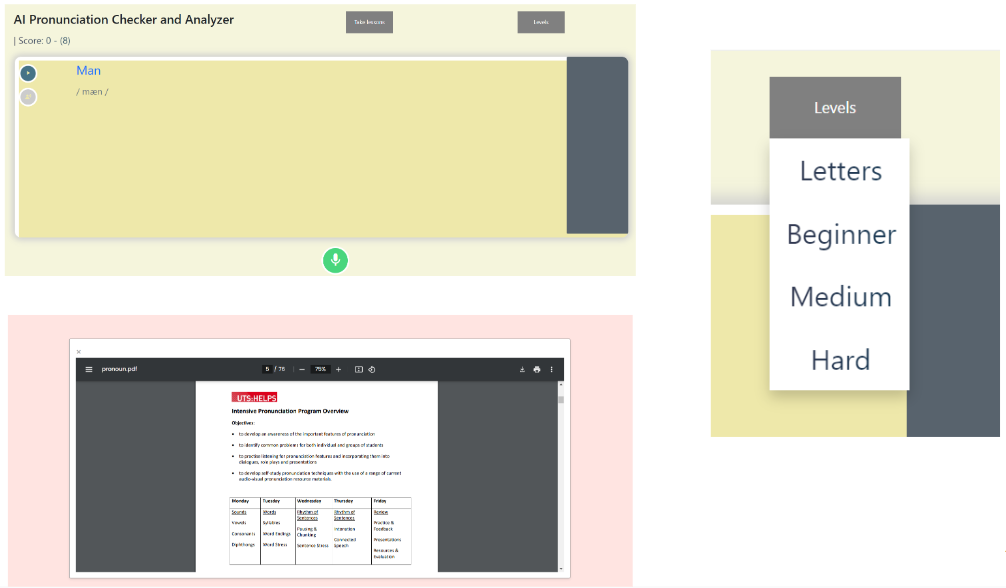 AI Pronunciation Checker and Analyzer
Take lessons
Levels
| Score: 0 - (8)
Man
/ mæn /
Levels
Letters
Beginner
Medium
Hard
pronoun.pdf
5 / 78
75%
UTS:HELPS
Intensive Pronunciation Program Overview
Objectives:
to develop an awareness of the important features of pronunciation
to identify common problems for both individual and groups of students
to practise listening for pronunciation features and incorporating them into
dialogues, role plays and presentations
to develop self-study pronunciation techniques with the use of a range of current
audio-visual pronunciation resource materials.
Monday Tuesday Wednesday Thursday Friday
Sounds Words Rhythm of Sentences Rhythm of Sentences Review
Vowels Syllables Pausing & Chunking Intonation Practice & Feedback
Consonants Word Endings Sentence Stress Connected Speech Presentations
Diphthongs Word Stress Resources & Evaluation